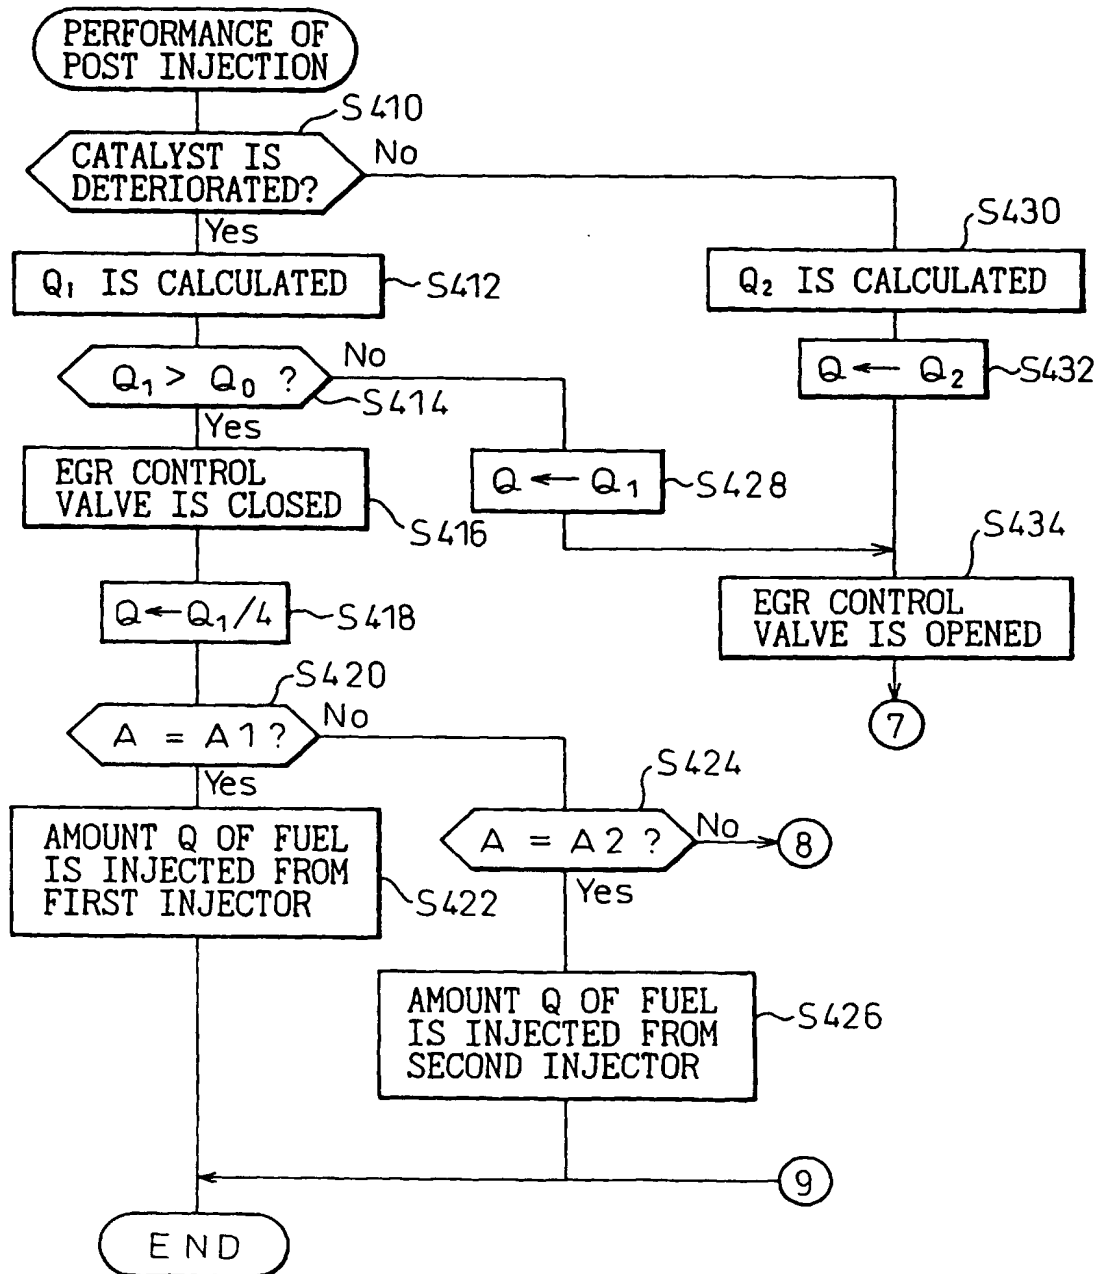 PERFORMANCE OF
POST INJECTION
S410
CATALYST IS
DETERIORATED?
No
Yes
Q₁ IS CALCULATED
S412
S430
Q₂ IS CALCULATED
Q₁ > Q₀ ?
No
S414
Yes
Q ← Q₂
S432
EGR CONTROL
VALVE IS CLOSED
S416
Q ← Q₁
S428
S434
EGR CONTROL
VALVE IS OPENED
7
Q ← Q₁/4
S418
S420
A = A1?
No
Yes
S424
A = A2 ?
No
8
Yes
AMOUNT Q OF FUEL
IS INJECTED FROM
FIRST INJECTOR
S422
AMOUNT Q OF FUEL
IS INJECTED FROM
SECOND INJECTOR
S426
9
END